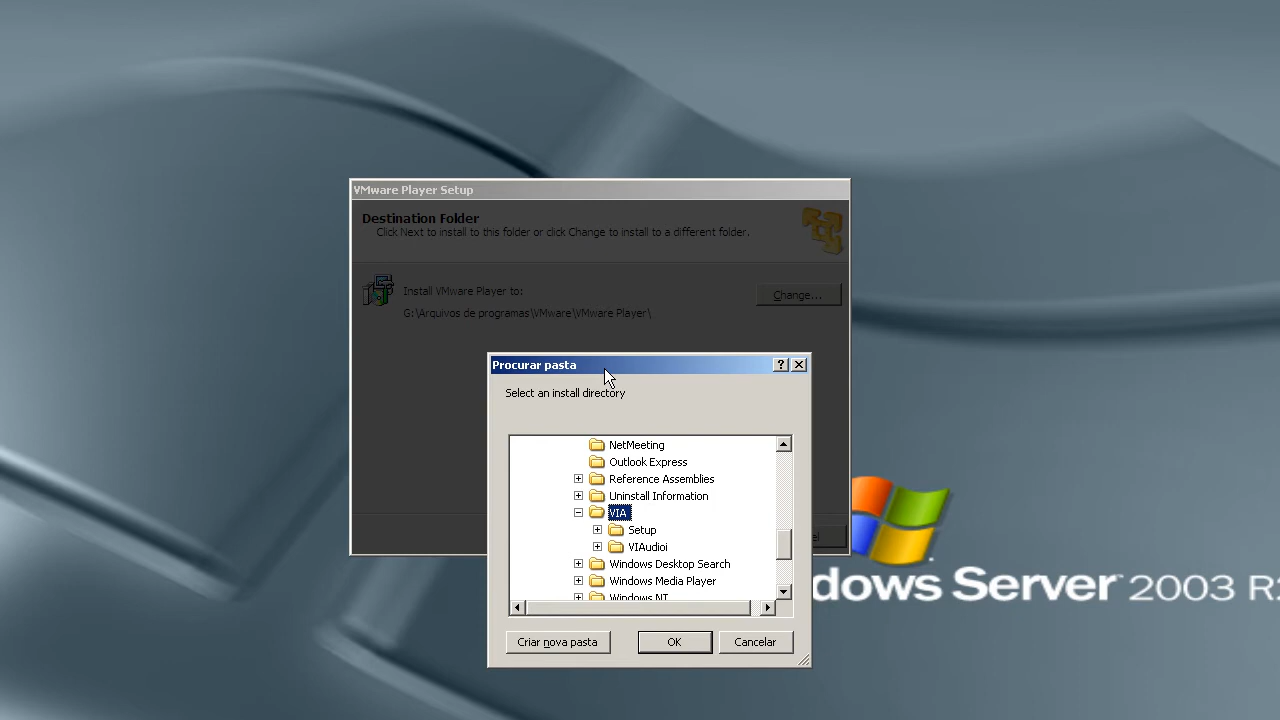 VMware Player Setup
Destination Folder
Click Next to install to this folder or click Change to install to a different folder.
Install VMware Player to:
Change...
G:\Arquivos de programas\VMware\VMware Player\
Procurar pasta
Select an install directory
NetMeeting
Outlook Express
Reference Assemblies
Uninstall Information
VIA
Setup
VIAudioi
Windows Desktop Search
Windows Media Player
Windows NT
Criar nova pasta
OK
Cancelar
dows Server 2003 R2